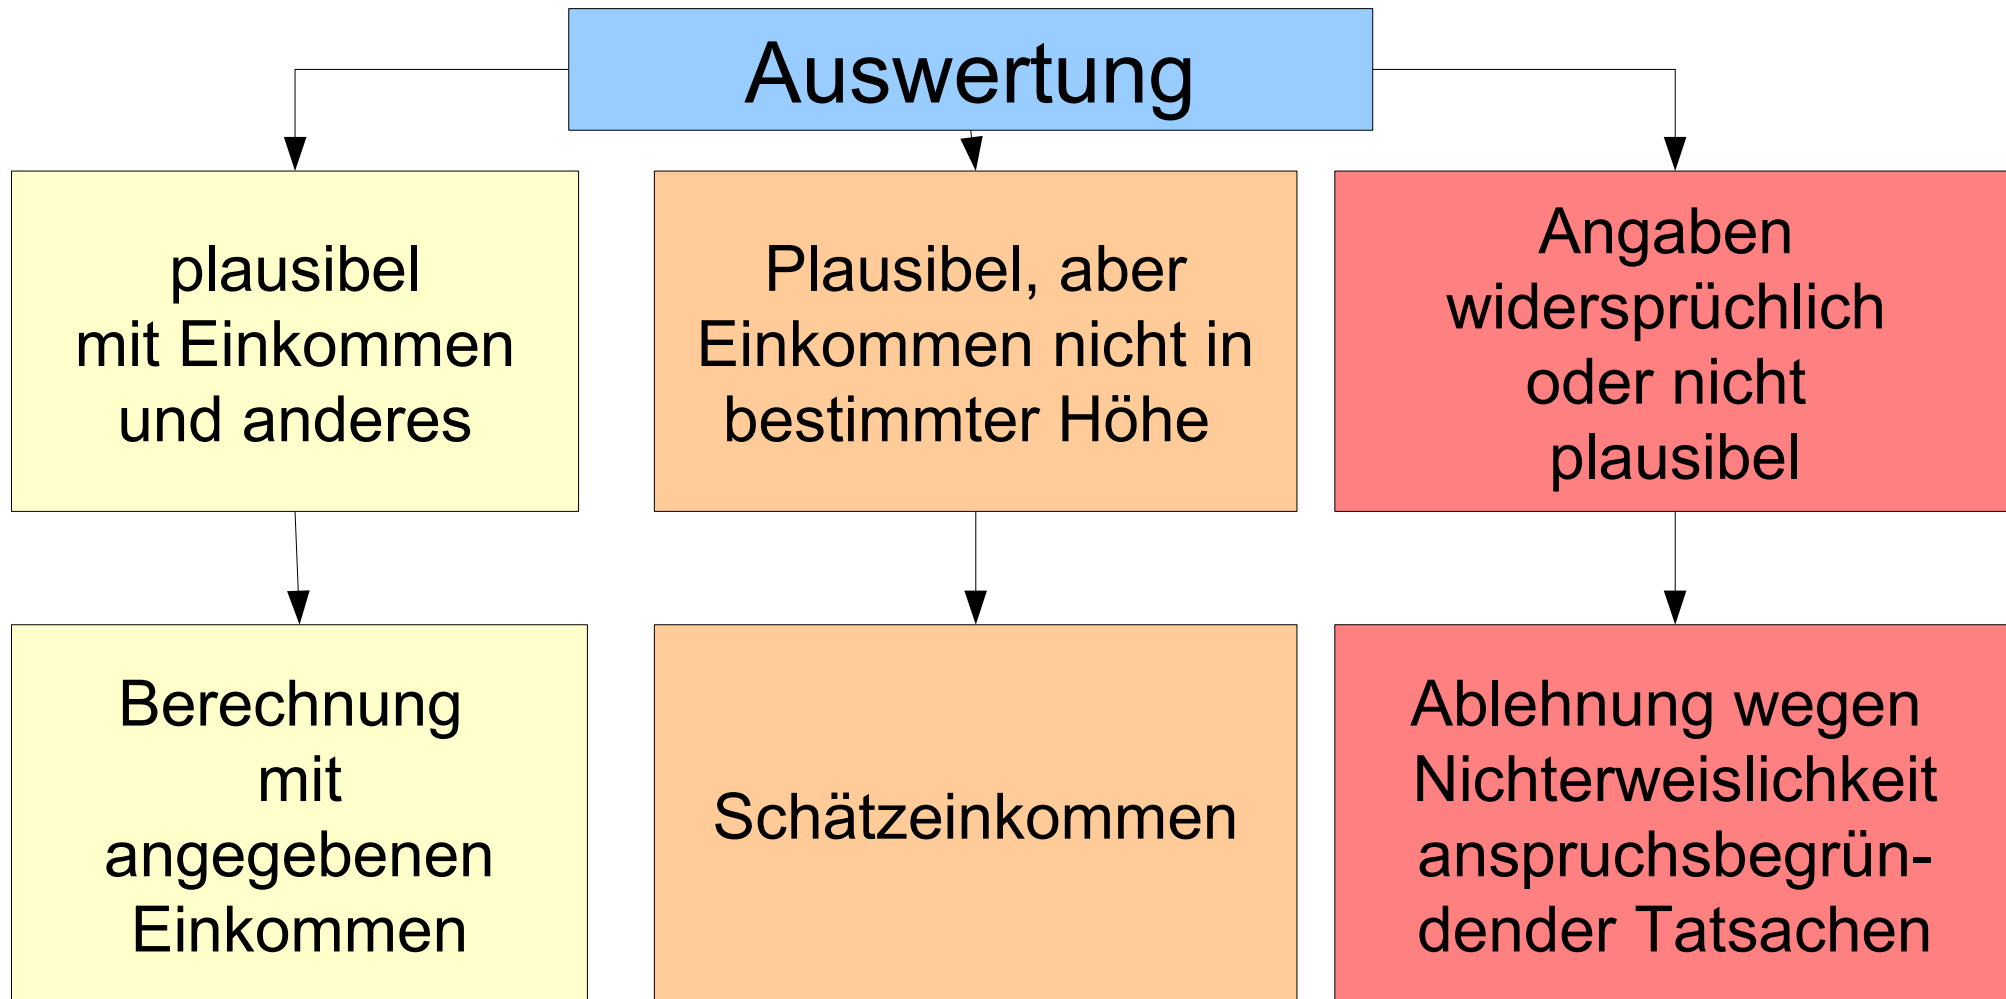 Auswertung
plausibel
mit Einkommen
und anderes
Plausibel, aber
Einkommen nicht in
bestimmter Höhe
Angaben
widersprüchlich
oder nicht
plausibel
Berechnung
mit
angegebenen
Einkommen
Schätzeinkommen
Ablehnung wegen
Nichterweislichkeit
anspruchsbegrün-
dender Tatsachen